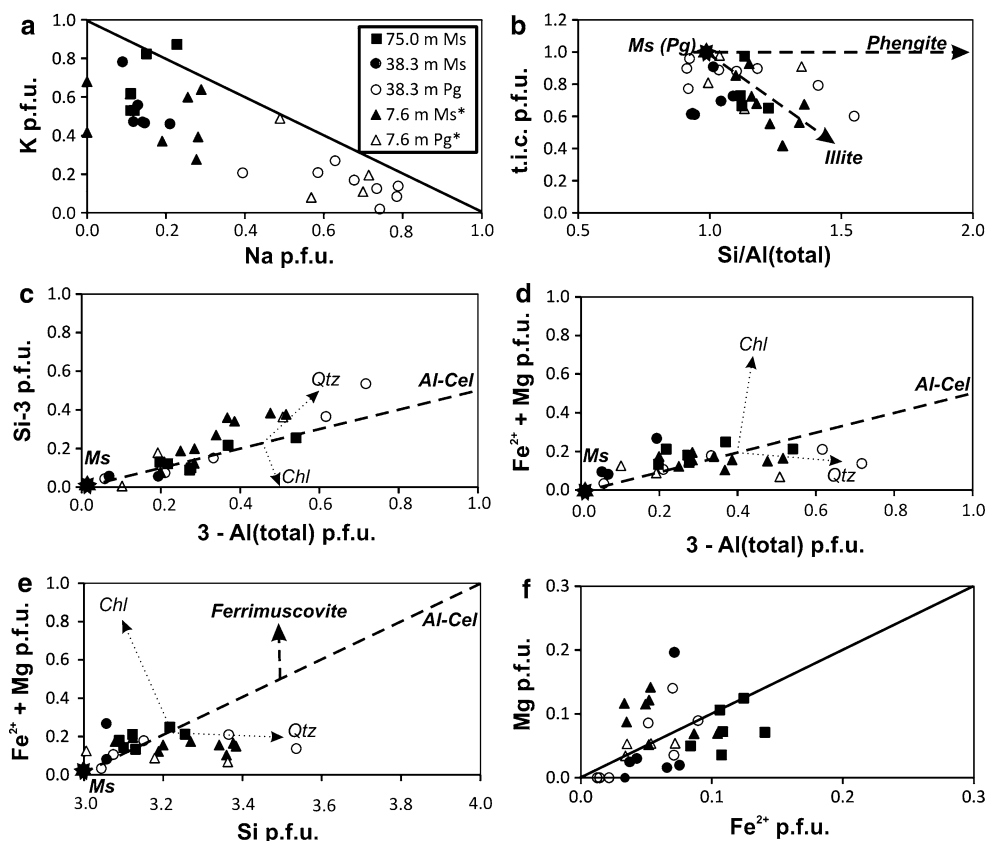 a
K p.f.u.
1.0
0.8
0.6
0.4
0.2
0.0
0.0 0.2 0.4 0.6 0.8 1.0
Na p.f.u.
75.0 m Ms
38.3 m Ms
38.3 m Pg
7.6 m Ms*
7.6 m Pg*
b
t.i.c. p.f.u.
1.0
1.0
0.8
0.6
0.4
0.2
0.0
0.5 1.0 1.5 2.0
Si/Al(total)
Ms (Pg)
Phengite
Illite
c
Si-3 p.f.u.
1.0
0.8
0.6
0.4
0.2
0.0
0.0 0.2 0.4 0.6 0.8 1.0
3 - Al(total) p.f.u.
Ms
Qtz
Chl
Al-Cel
d
Fe2+ + Mg p.f.u.
1.0
0.8
0.6
0.4
0.2
0.0
0.0 0.2 0.4 0.6 0.8 1.0
3 - Al(total) p.f.u.
Ms
Chl
Qtz
Al-Cel
e
Fe2+ + Mg p.f.u.
1.0
0.8
0.6
0.4
0.2
0.0
3.0 3.2 3.4 3.6 3.8 4.0
Si p.f.u.
Ms
Chl
Ferrimuscovite
Al-Cel
Qtz
f
Mg p.f.u.
0.3
0.2
0.1
0.0
0.0 0.1 0.2 0.3
Fe2+ p.f.u.